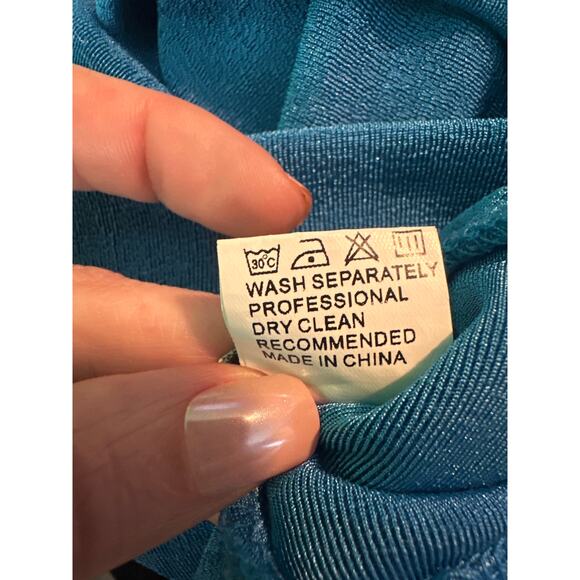 30°C
WASH SEPARATELY
PROFESSIONAL
DRY CLEAN
RECOMMENDED
MADE IN CHINA